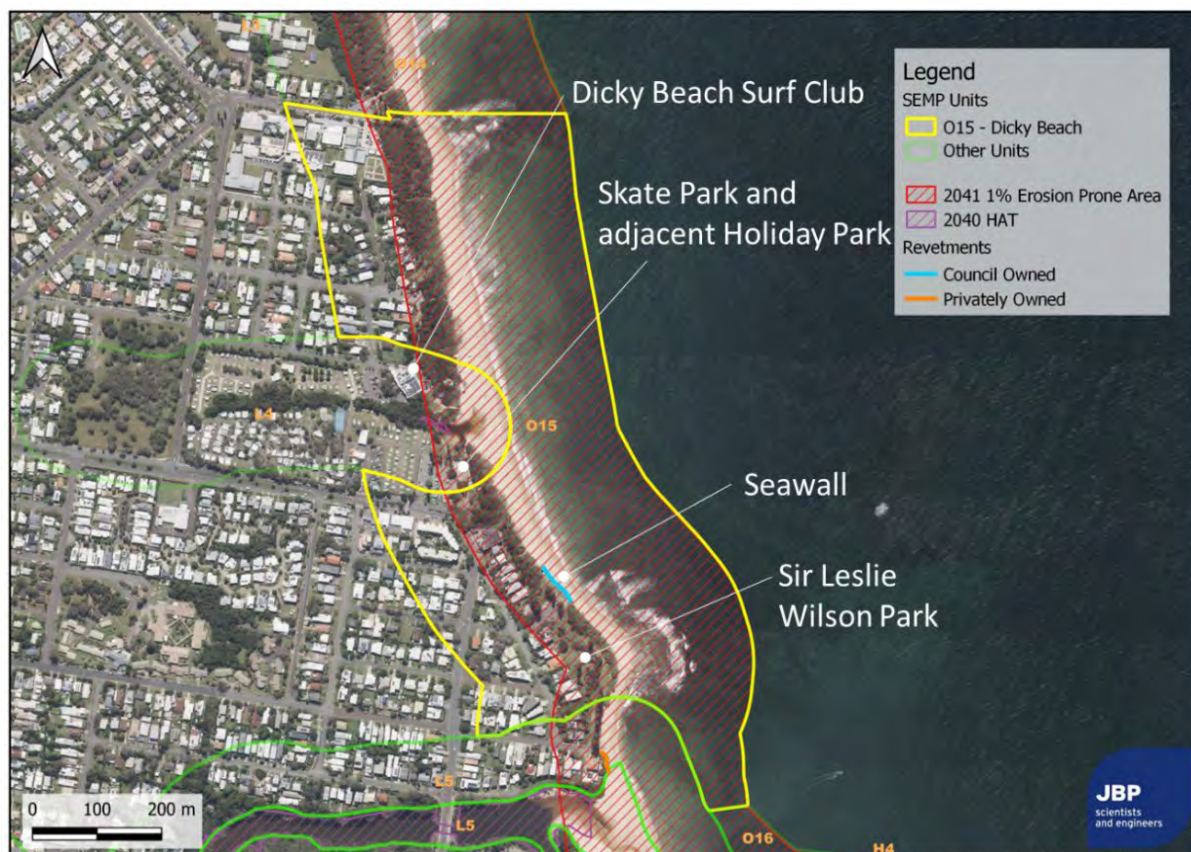 L3
O14
Dicky Beach Surf Club
Skate Park and
adjacent Holiday Park
L4
O15
Seawall
Sir Leslie
Wilson Park
L5
L5
O16
H4
0 100 200 m
Legend
SEMP Units
O15 - Dicky Beach
Other Units
2041 1% Erosion Prone Area
2040 HAT
Revetments
Council Owned
Privately Owned
JBP
scientists
and engineers